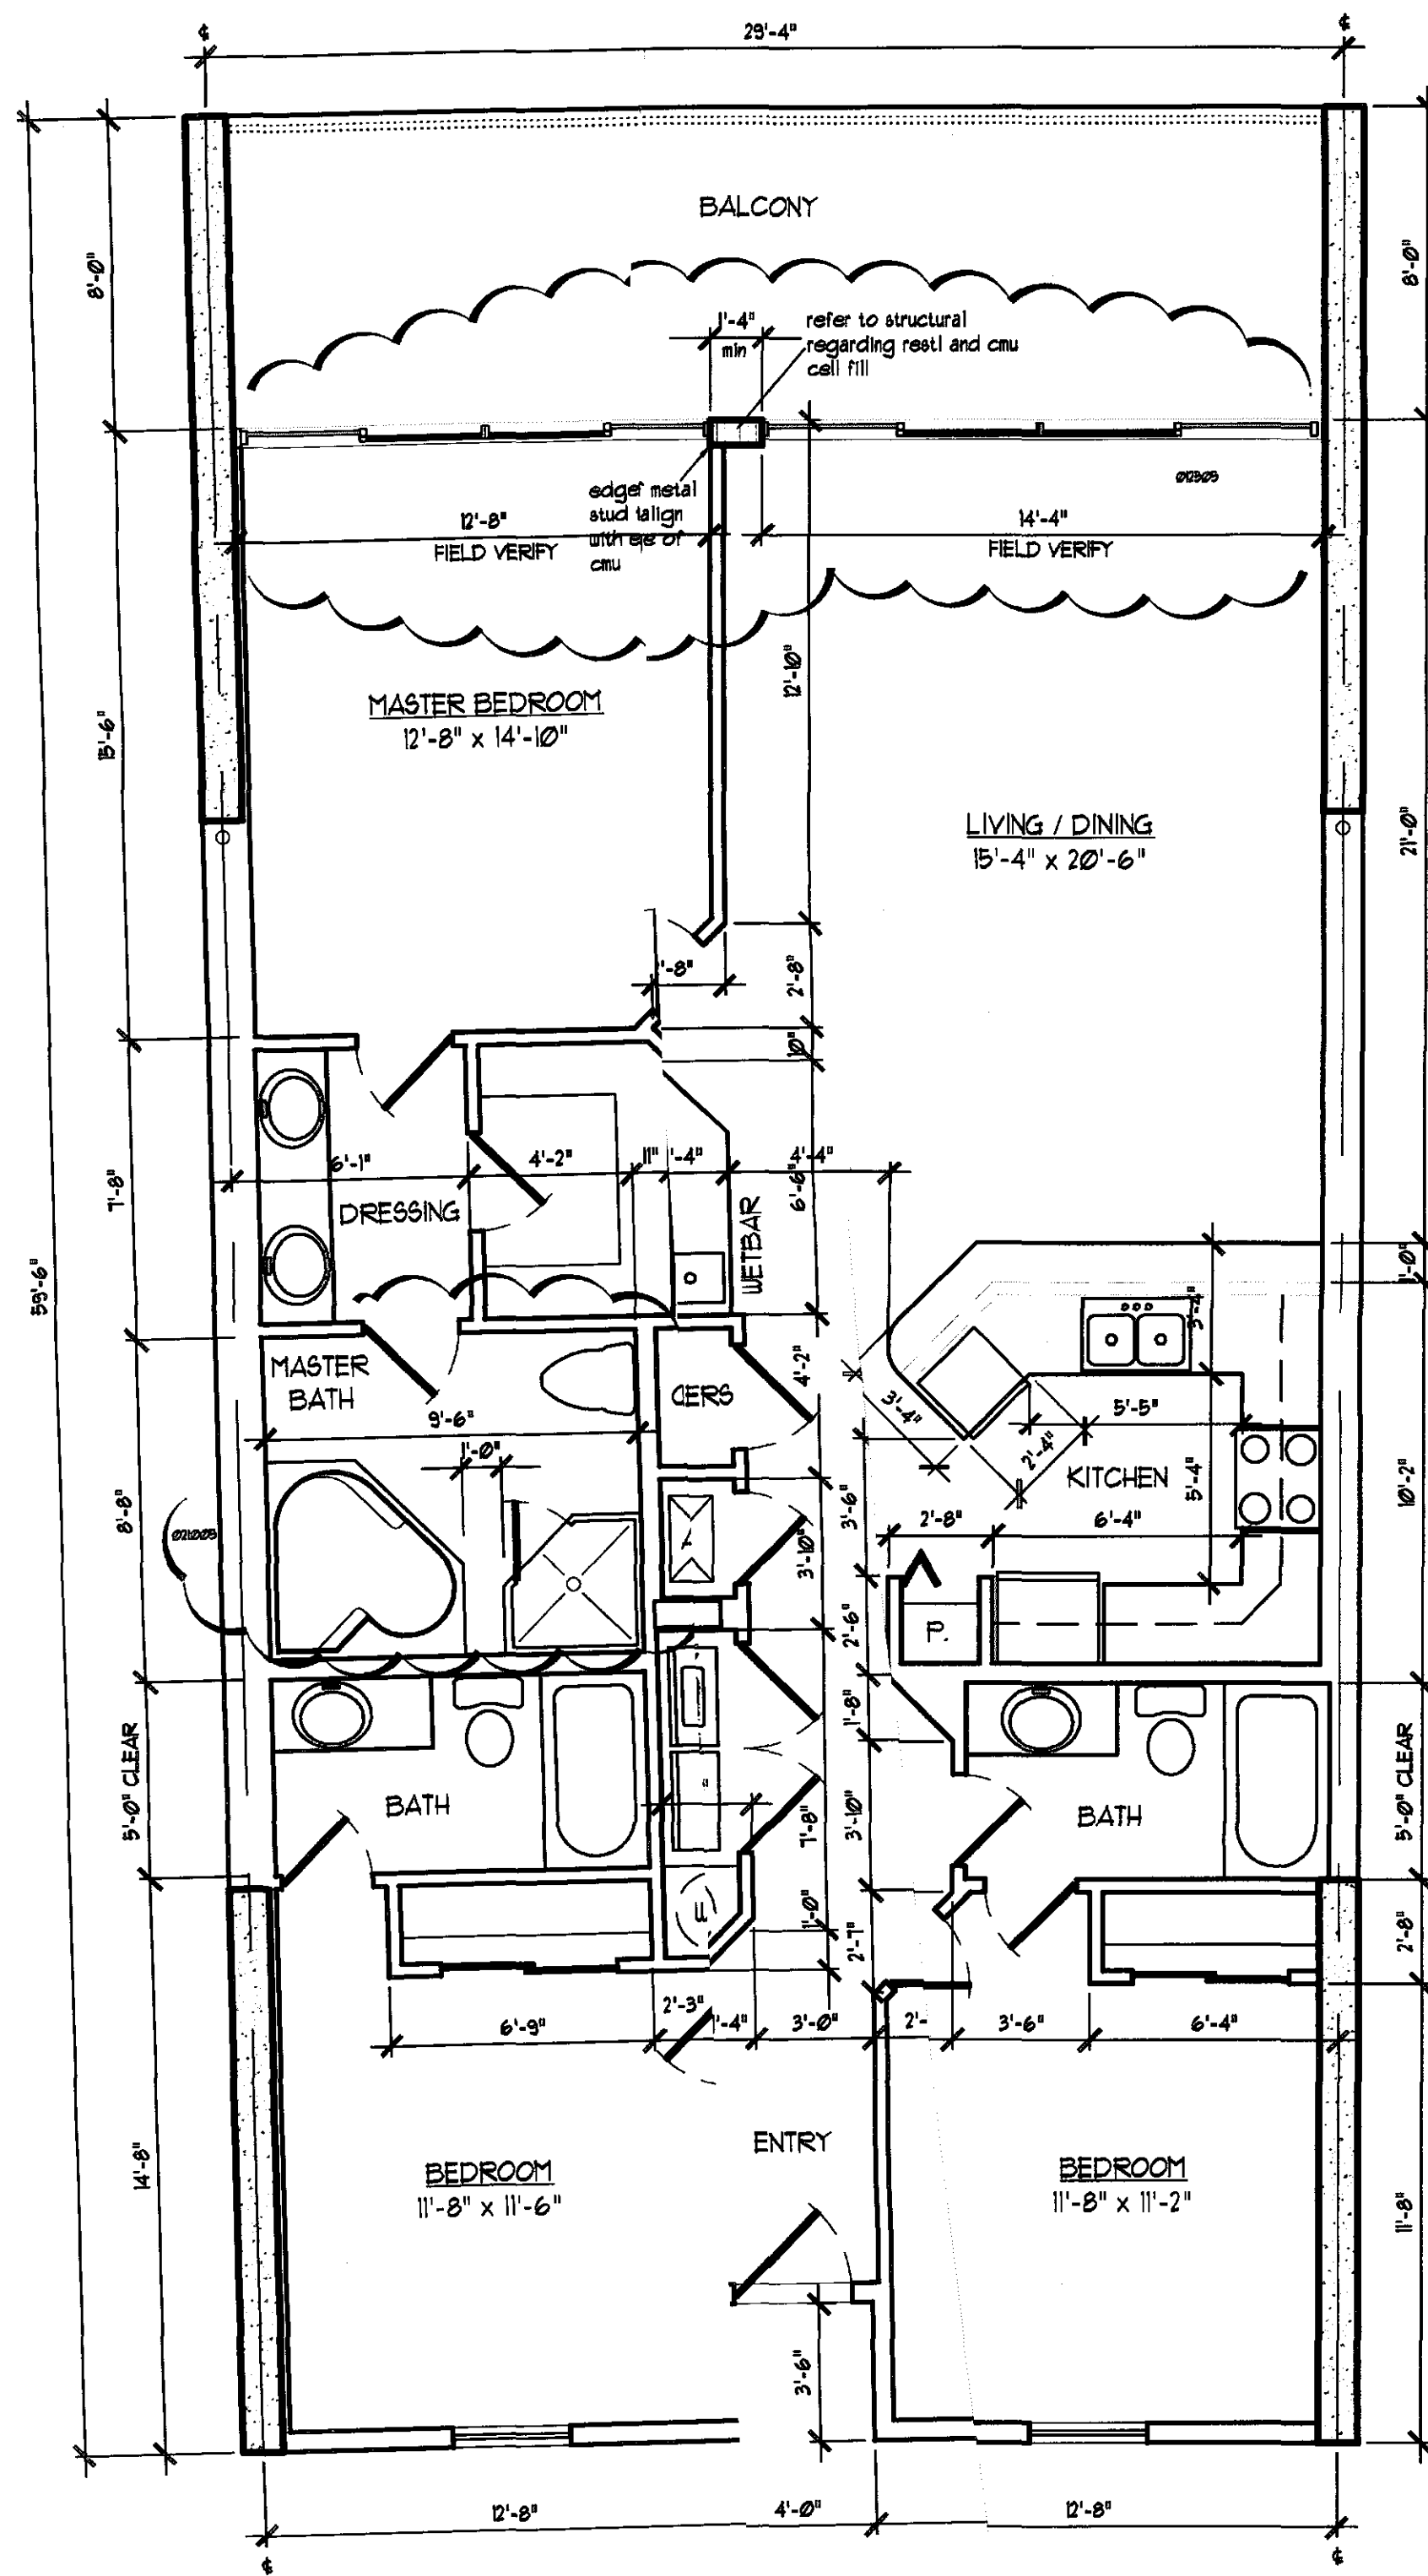 29'-4"
BALCONY
8'-0"
8'-0"
1'-4"
min
refer to structural
regarding
and cmu
cell fill
012303
edge metal
stud
align
with
of
cmu
12'-8"
FIELD VERIFY
14'-4"
FIELD VERIFY
12'-10"
MASTER BEDROOM
12'-8" x 14'-10"
15'-6"
LIVING / DINING
15'-4" x 20'-6"
21'-0"
'-8"
2'-8"
10"
6'-1"
4'-2"
11"
'-4"
4'-4"
6'-6"
7'-8"
DRESSING
WETBAR
59'-6"
1'-0"
3'-4"
MASTER
BATH
4'-2"
9'-6"
1'-0"
3'-4"
5'-5"
2'-4"
KITCHEN
5'-4"
10'-2"
8'-8"
021003
3'-6"
3'-10"
2'-8"
6'-4"
2'-6"
P.
1'-8"
5'-0" CLEAR
BATH
7'-8"
3'-10"
BATH
5'-0" CLEAR
1'-0"
2'-7"
2'-8"
6'-9"
2'-3"
'-4"
3'-0"
2'-
3'-6"
6'-4"
ENTRY
14'-8"
BEDROOM
11'-8" x 11'-6"
BEDROOM
11'-8" x 11'-2"
11'-8"
3'-6"
12'-8"
4'-0"
12'-8"